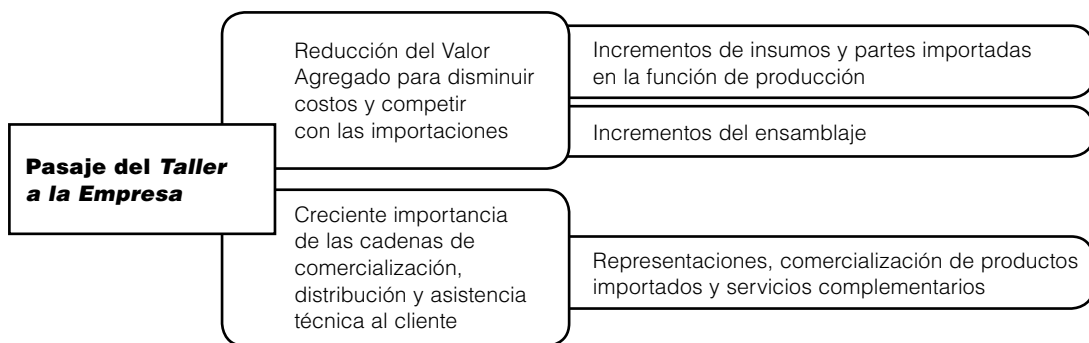 Pasaje del Taller
a la Empresa
Reducción del Valor
Agregado para disminuir
costos y competir
con las importaciones
Incrementos de insumos y partes importadas
en la función de producción
Incrementos del ensamblaje
Creciente importancia
de las cadenas de
comercialización,
distribución y asistencia
técnica al cliente
Representaciones, comercialización de productos
importados y servicios complementarios